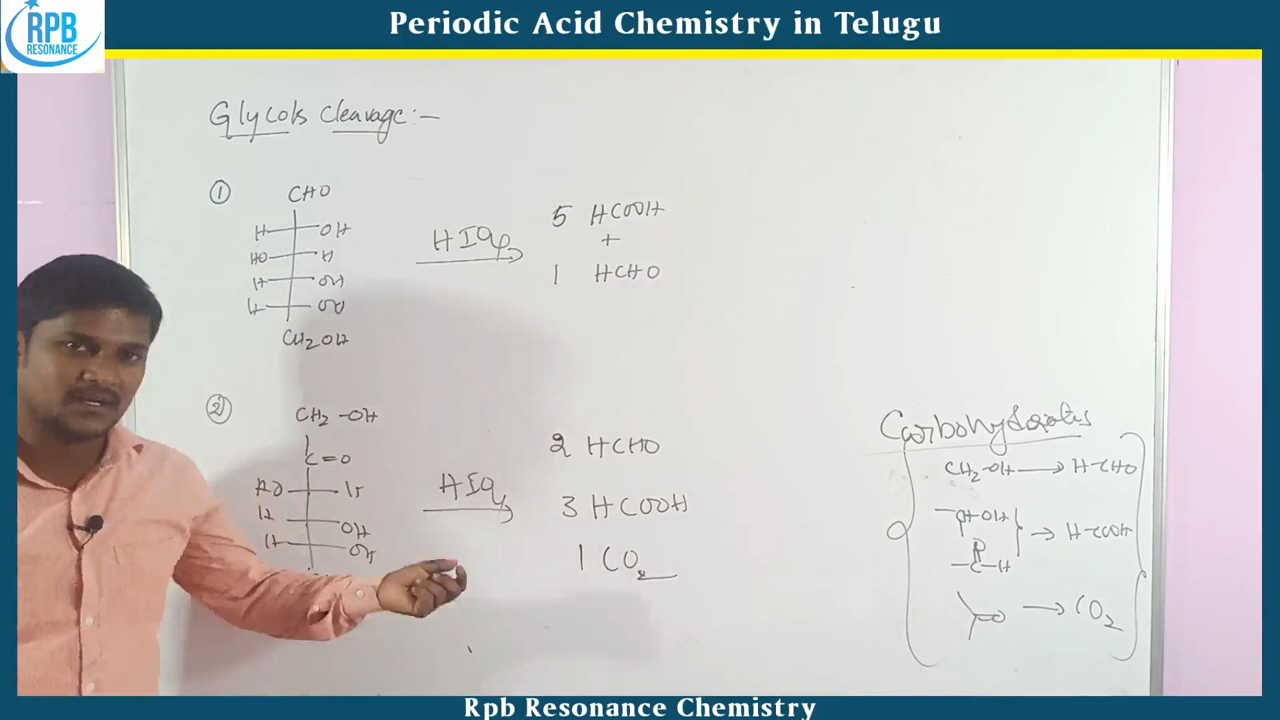 RPB
RESONANCE
Periodic Acid Chemistry in Telugu
Glycols cleavage:-
①
CHO
H OH
HO H
H OH
H
CH₂OH
HIO₄
5 HCOOH
+
1 HCHO
②
CH₂-OH
C=O
HO H
H OH
H OH
HIO₄
2 HCHO
3 HCOOH
1 CO₂
Carbohydrates
CH₂-OH → H-CHO
→ H-COOH
-C-H
→ CO₂
Rpb Resonance Chemistry